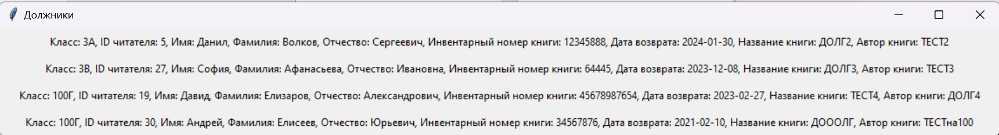 Должники
Класс: 3А, ID читателя: 5, Имя: Данил, Фамилия: Волков, Отчество: Сергеевич, Инвентарный номер книги: 12345888, Дата возврата: 2024-01-30, Название книги: ДОЛГ2, Автор книги: ТЕСТ2
Класс: 3В, ID читателя: 27, Имя: София, Фамилия: Афанасьева, Отчество: Ивановна, Инвентарный номер книги: 64445, Дата возврата: 2023-12-08, Название книги: ДОЛГ3, Автор книги: ТЕСТ3
Класс: 100Г, ID читателя: 19, Имя: Давид, Фамилия: Елизаров, Отчество: Александрович, Инвентарный номер книги: 45678987654, Дата возврата: 2023-02-27, Название книги: ТЕСТ4, Автор книги: ДОЛГ4
Класс: 100Г, ID читателя: 30, Имя: Андрей, Фамилия: Елисеев, Отчество: Юрьевич, Инвентарный номер книги: 34567876, Дата возврата: 2021-02-10, Название книги: ДОООЛГ, Автор книги: ТЕСТна100